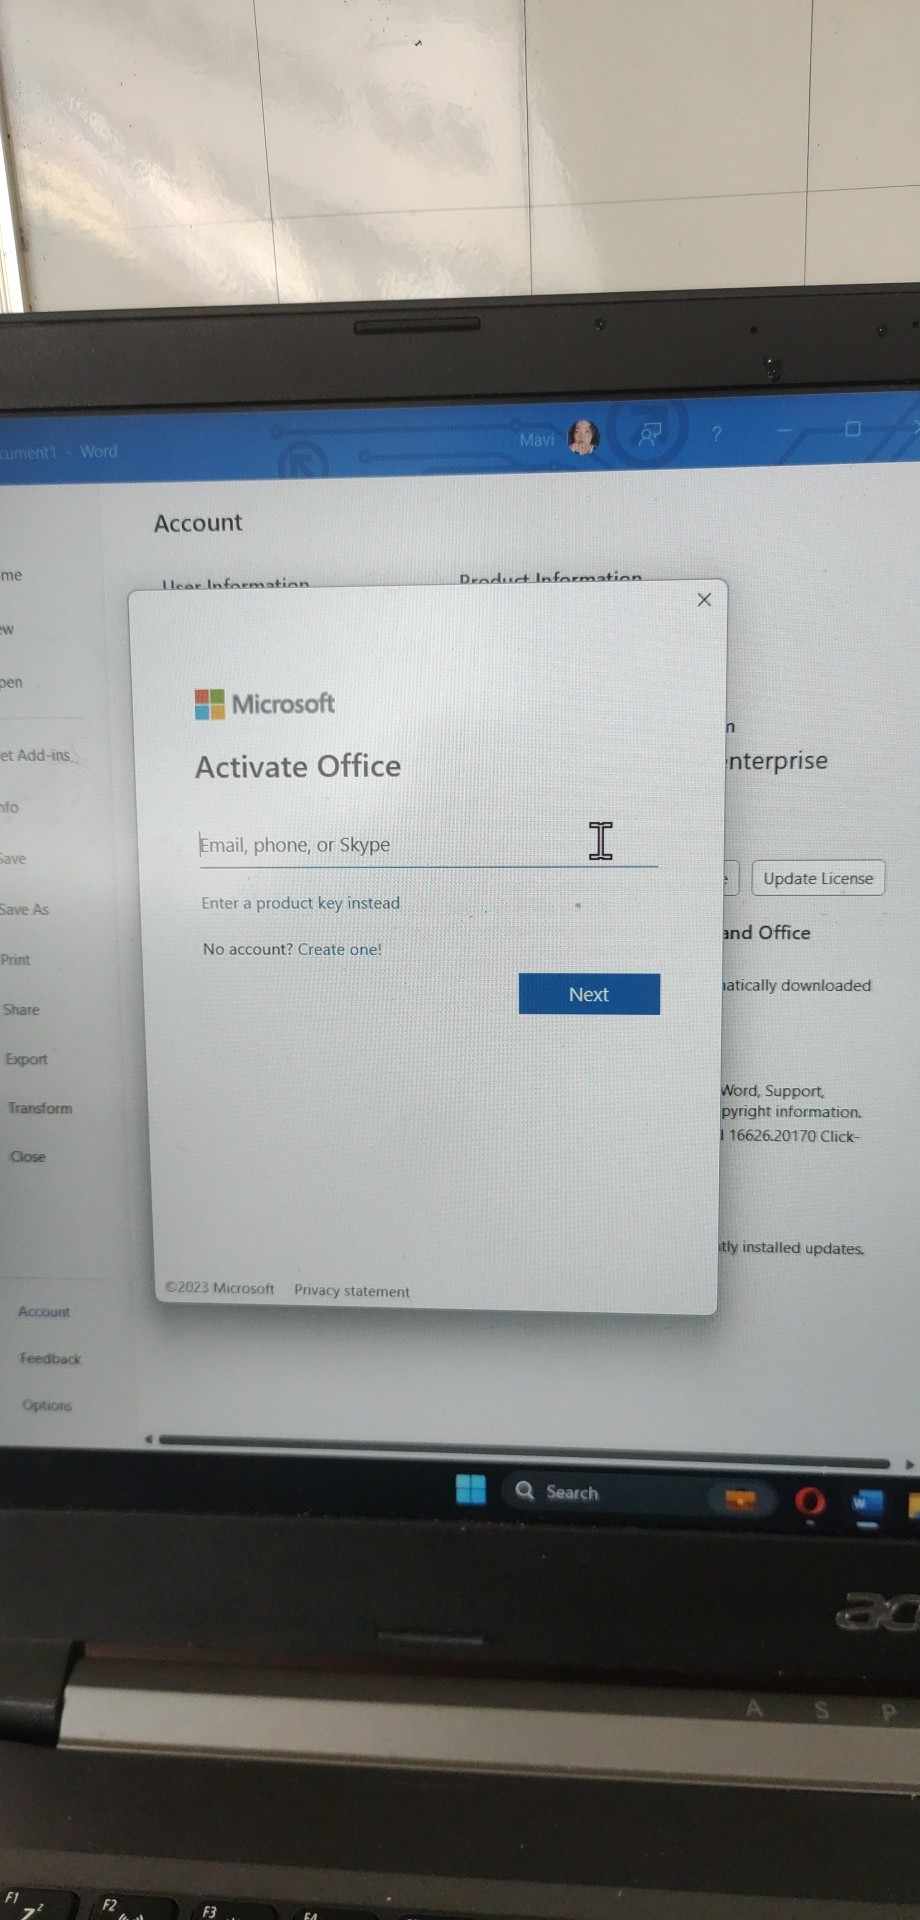 cument1 - Word
Mavi
?
Account
User Information
Product Information
me
ew
pen
et Add-ins
nfo
Save
Save As
Print
Share
Export
Transform
Close
Account
Feedback
Options
Microsoft
Activate Office
Email, phone, or Skype
Enter a product key instead
No account? Create one!
Next
©2023 Microsoft Privacy statement
n
nterprise
Update License
and Office
atically downloaded
Word, Support,
pyright information.
16626.20170 Click-
tly installed updates.
Search
ac
A S P
F1 Z
F2
F3
F4